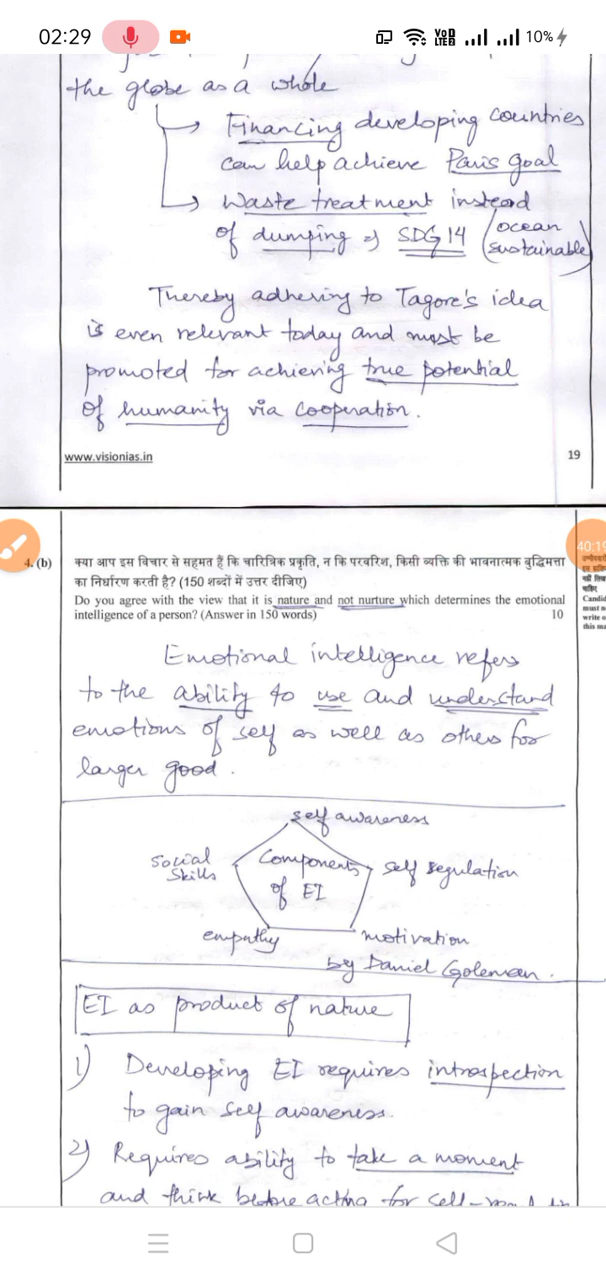 02:29
10%
the globe as a whole
Financing developing countries
can help achieve Paris goal
Waste treatment instead
of dumping => SDG 14 (ocean sustainable)
Thereby adhering to Tagore's idea
is even relevant today and must be
promoted for achieving true potential
of humanity via cooperation.
www.visionias.in
19
40:19
4. (b) क्या आप इस विचार से सहमत हैं कि चारित्रिक प्रकृति, न कि परवरिश, किसी व्यक्ति की भावनात्मक बुद्धिमत्ता
का निर्धारण करती है? (150 शब्दों में उत्तर दीजिए)
Do you agree with the view that it is nature and not nurture which determines the emotional
intelligence of a person? (Answer in 150 words) 10
Emotional intelligence refers
to the ability to use and understand
emotions of self as well as others for
larger good.
self awareness
Social Skills
Components of EI
self regulation
empathy
motivation
by Daniel Goleman.
EI as product of nature
1) Developing EI requires introspection
to gain self awareness.
2) Requires ability to take a moment
and think before acting for self-